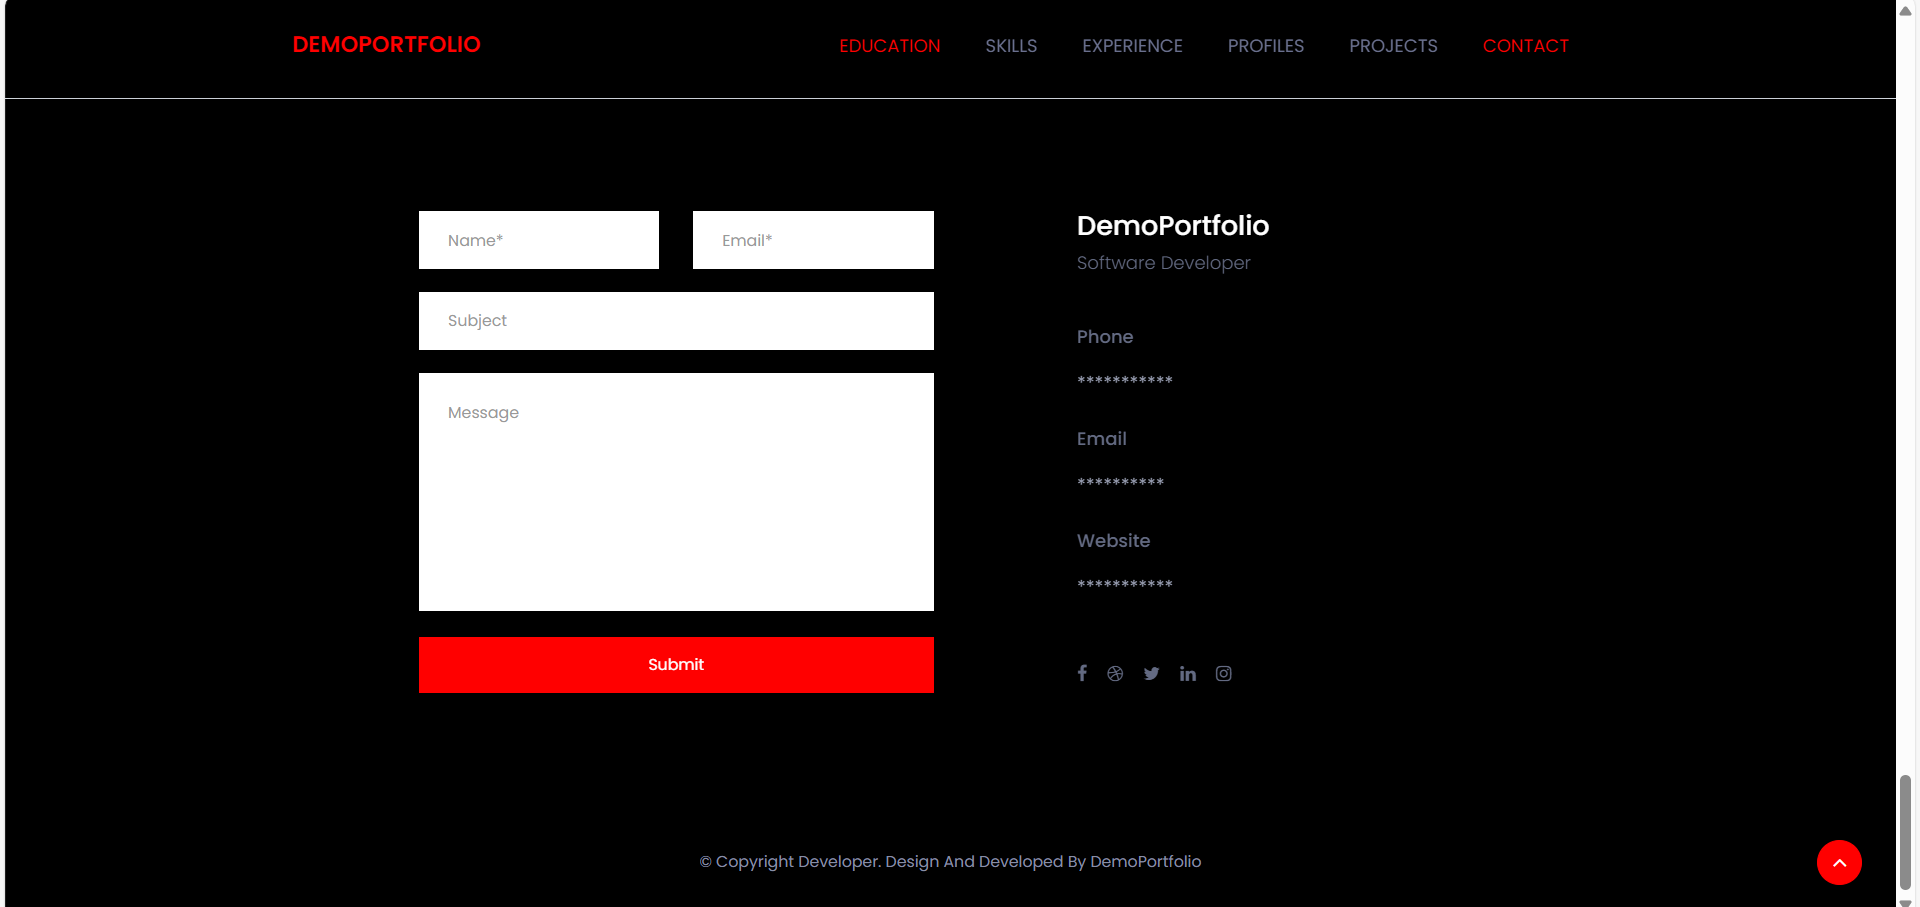 DEMOPORTFOLIO
EDUCATION SKILLS EXPERIENCE PROFILES PROJECTS CONTACT
Name* Email*
Subject
Message
Submit
DemoPortfolio
Software Developer
Phone
***********
Email
**********
Website
***********
© Copyright Developer. Design And Developed By DemoPortfolio